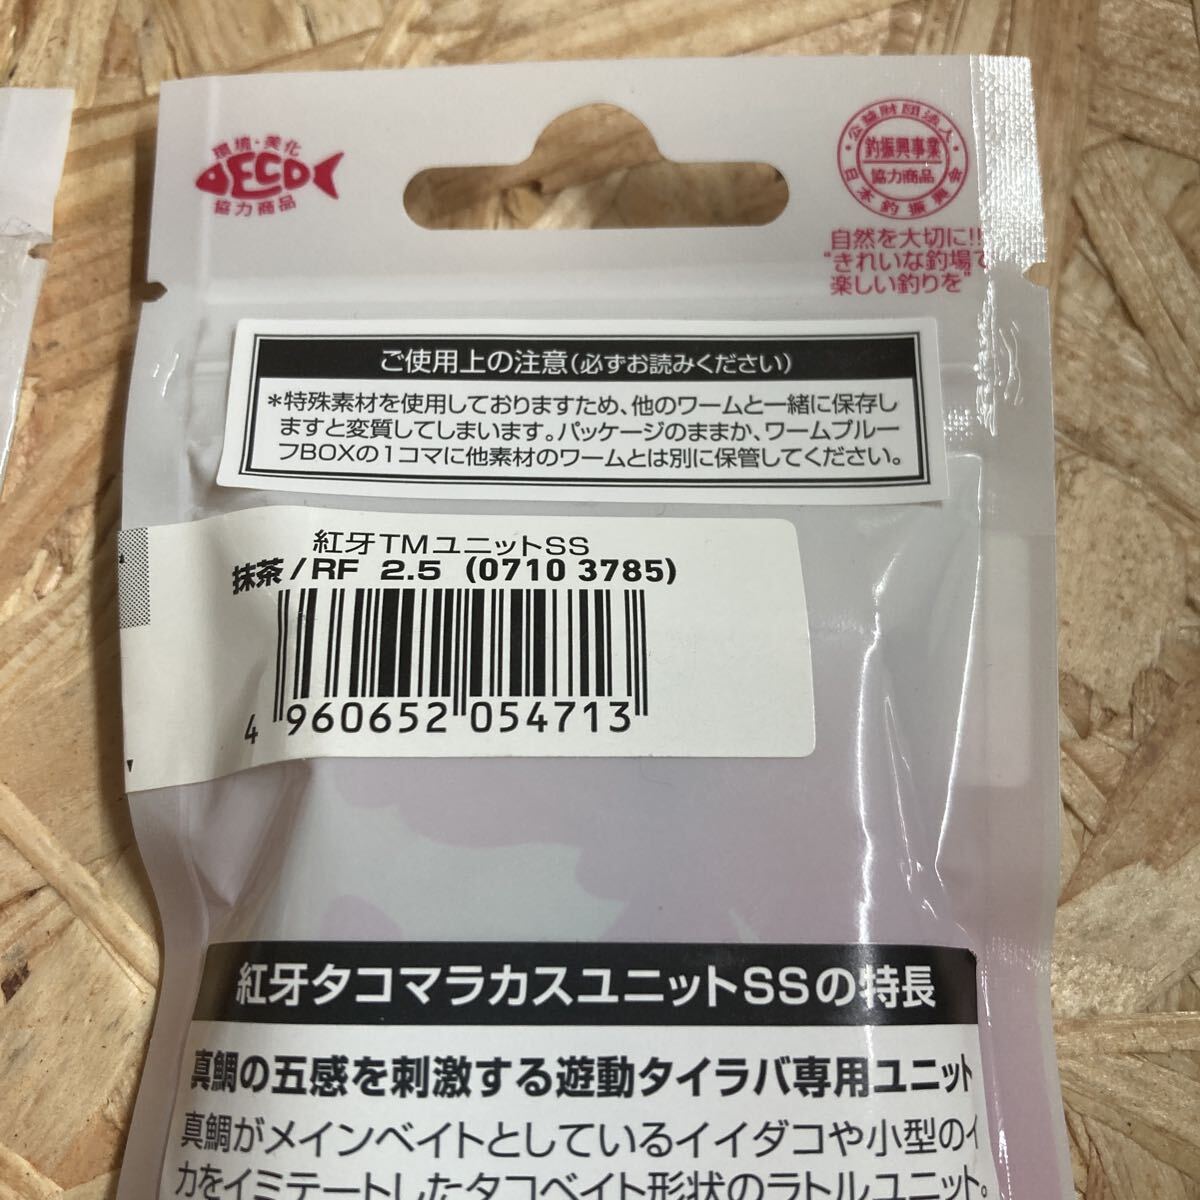 環境・美化
ECO
協力商品
公益財団法人
釣振興事業
協力商品
日本釣振興会
自然を大切に!!
"きれいな釣場で
楽しい釣りを"
ご使用上の注意(必ずお読みください)
*特殊素材を使用しておりますため、他のワームと一緒に保存し
ますと変質してしまいます。パッケージのままか、ワームプルー
フBOXの1コマに他素材のワームとは別に保管してください。
紅牙TMユニットSS
抹茶/RF 2.5 (0710 3785)
4 960652 054713
紅牙タコマラカスユニットSSの特長
真鯛の五感を刺激する遊動タイラバ専用ユニット
真鯛がメインベイトとしているイイダコや小型のイ
カをイミテートしたタコベイト形状のラトルユニット。